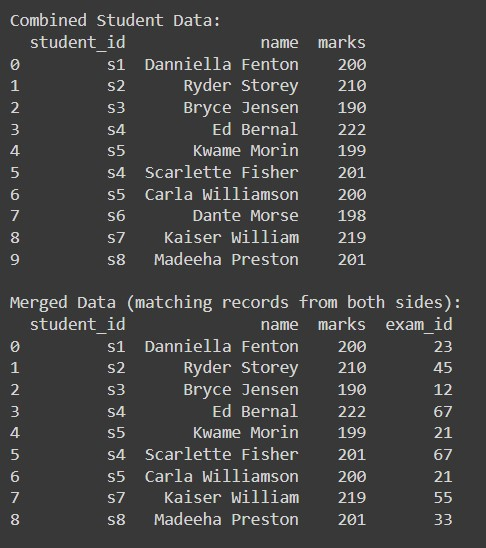 Combined Student Data:
student_id name marks
0 s1 Danniella Fenton 200
1 s2 Ryder Storey 210
2 s3 Bryce Jensen 190
3 s4 Ed Bernal 222
4 s5 Kwame Morin 199
5 s4 Scarlette Fisher 201
6 s5 Carla Williamson 200
7 s6 Dante Morse 198
8 s7 Kaiser William 219
9 s8 Madeeha Preston 201
Merged Data (matching records from both sides):
student_id name marks exam_id
0 s1 Danniella Fenton 200 23
1 s2 Ryder Storey 210 45
2 s3 Bryce Jensen 190 12
3 s4 Ed Bernal 222 67
4 s5 Kwame Morin 199 21
5 s4 Scarlette Fisher 201 67
6 s5 Carla Williamson 200 21
7 s7 Kaiser William 219 55
8 s8 Madeeha Preston 201 33